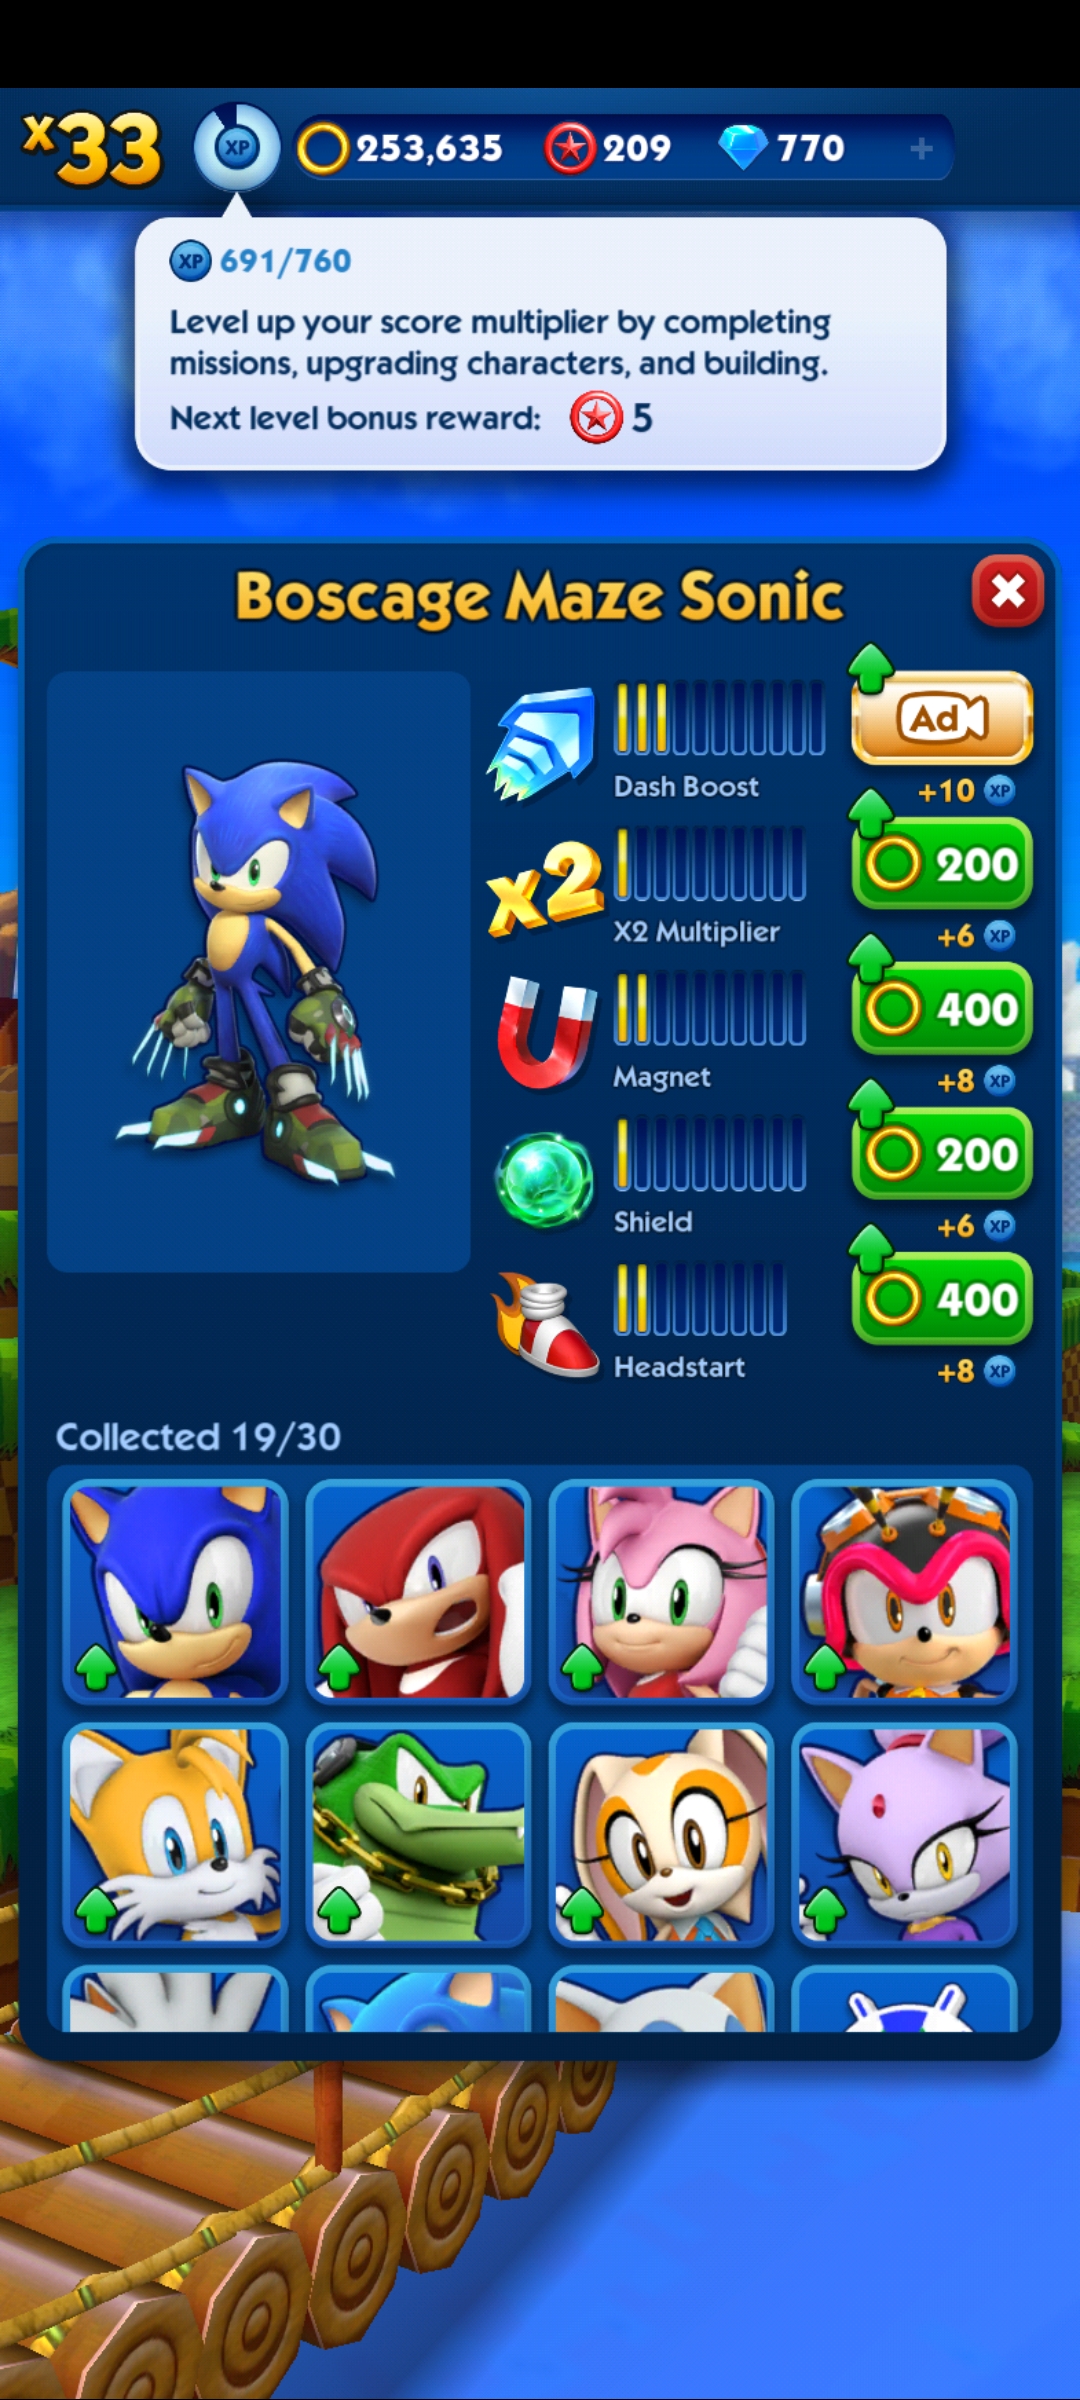 x33 XP 253,635 209 770 +
XP 691/760
Level up your score multiplier by completing
missions, upgrading characters, and building.
Next level bonus reward: 5
Boscage Maze Sonic
Ad
Dash Boost
+10 XP
x2
200
X2 Multiplier
+6 XP
400
Magnet
+8 XP
200
Shield
+6 XP
400
Headstart
+8 XP
Collected 19/30